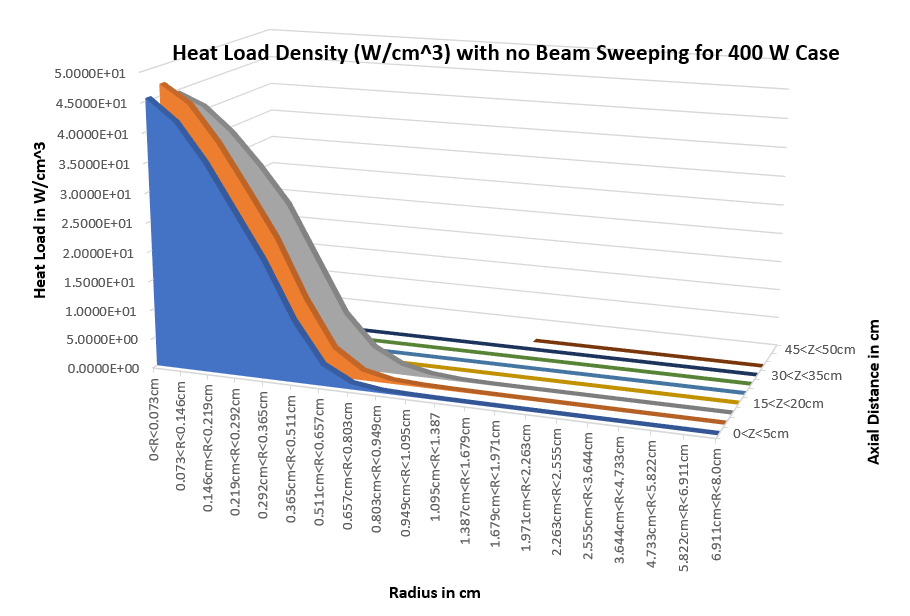 Heat Load Density (W/cm^3) with no Beam Sweeping for 400 W Case
Heat Load in W/cm^3
5.0000E+01
4.5000E+01
4.0000E+01
3.5000E+01
3.0000E+01
2.5000E+01
2.0000E+01
1.5000E+01
1.0000E+01
5.0000E+00
0.0000E+00
0<R<0.073cm
0.073<R<0.146cm
0.146cm<R<0.219cm
0.219cm<R<0.292cm
0.292cm<R<0.365cm
0.365cm<R<0.511cm
0.511cm<R<0.657cm
0.657cm<R<0.803cm
0.803cm<R<0.949cm
0.949cm<R<1.095cm
1.095cm<R<1.387
1.387cm<R<1.679cm
1.679cm<R<1.971cm
1.971cm<R<2.263cm
2.263cm<R<2.555cm
2.555cm<R<3.644cm
3.644cm<R<4.733cm
4.733cm<R<5.822cm
5.822cm<R<6.911cm
6.911cm<R<8.0cm
Radius in cm
45<Z<50cm
30<Z<35cm
15<Z<20cm
0<Z<5cm
Axial Distance in cm